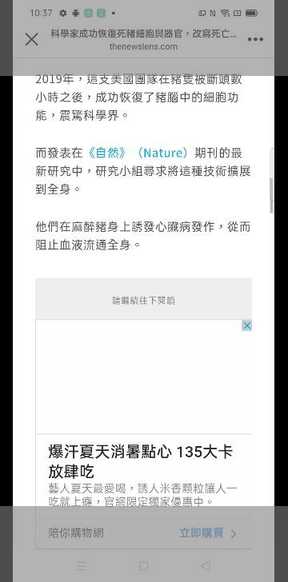 10:37
科學家成功恢復死豬細胞與器官，改寫死亡...
thenewslens.com
2019年，這支美國團隊在豬隻被斷頭數
小時之後，成功恢復了豬腦中的細胞功
能，震驚科學界。
而發表在《自然》（Nature）期刊的最
新研究中，研究小組尋求將這種技術擴展
到全身。
他們在麻醉豬身上誘發心臟病發作，從而
阻止血液流通全身。
請繼續往下閱讀
爆汗夏天消暑點心 135大卡
放肆吃
藝人夏天最愛喝，誘人米香顆粒讓人一
吃就上癮，官網限定獨家優惠中。
陪你購物網
立即購買